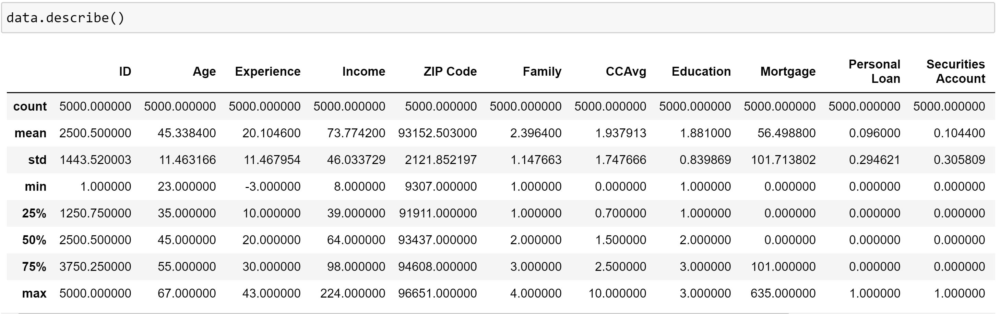 data.describe()
ID Age Experience Income ZIP Code Family CCAvg Education Mortgage Personal Loan Securities Account
count 5000.000000 5000.000000 5000.000000 5000.000000 5000.000000 5000.000000 5000.000000 5000.000000 5000.000000 5000.000000 5000.000000
mean 2500.500000 45.338400 20.104600 73.774200 93152.503000 2.396400 1.937913 1.881000 56.498800 0.096000 0.104400
std 1443.520003 11.463166 11.467954 46.033729 2121.852197 1.147663 1.747666 0.839869 101.713802 0.294621 0.305809
min 1.000000 23.000000 -3.000000 8.000000 9307.000000 1.000000 0.000000 1.000000 0.000000 0.000000 0.000000
25% 1250.750000 35.000000 10.000000 39.000000 91911.000000 1.000000 0.700000 1.000000 0.000000 0.000000 0.000000
50% 2500.500000 45.000000 20.000000 64.000000 93437.000000 2.000000 1.500000 2.000000 0.000000 0.000000 0.000000
75% 3750.250000 55.000000 30.000000 98.000000 94608.000000 3.000000 2.500000 3.000000 101.000000 0.000000 0.000000
max 5000.000000 67.000000 43.000000 224.000000 96651.000000 4.000000 10.000000 3.000000 635.000000 1.000000 1.000000